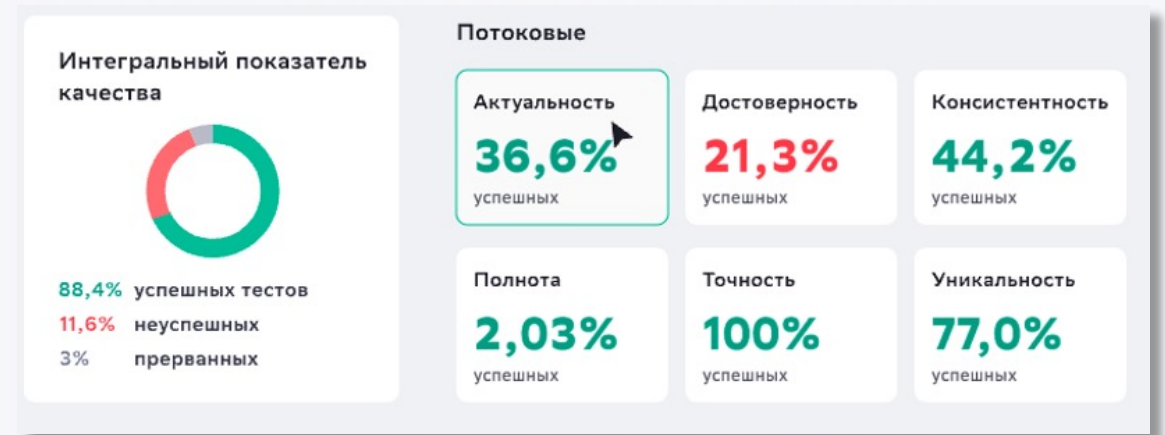 Интегральный показатель
качества
88,4% успешных тестов
11,6% неуспешных
3% прерванных
Потоковые
Актуальность
36,6%
успешных
Достоверность
21,3%
успешных
Консистентность
44,2%
успешных
Полнота
2,03%
успешных
Точность
100%
успешных
Уникальность
77,0%
успешных